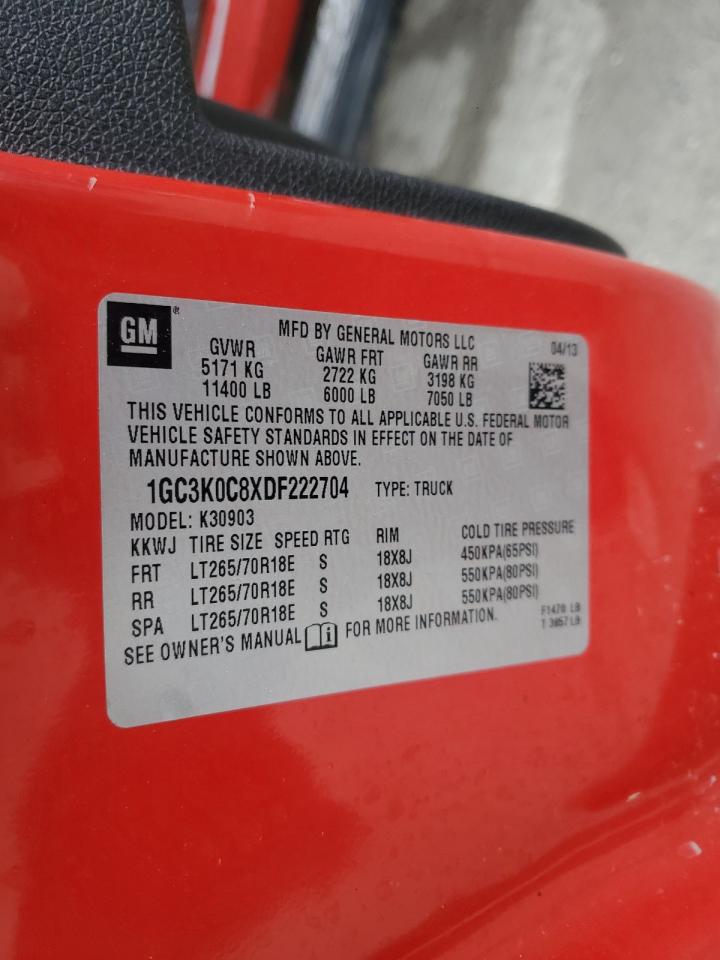 GM®
MFD BY GENERAL MOTORS LLC 04/13
GVWR GAWR FRT GAWR RR
5171 KG 2722 KG 3198 KG
11400 LB 6000 LB 7050 LB
THIS VEHICLE CONFORMS TO ALL APPLICABLE U.S. FEDERAL MOTOR
VEHICLE SAFETY STANDARDS IN EFFECT ON THE DATE OF
MANUFACTURE SHOWN ABOVE.
1GC3K0C8XDF222704 TYPE: TRUCK
MODEL: K30903
KKWJ TIRE SIZE SPEED RTG RIM COLD TIRE PRESSURE
FRT LT265/70R18E S 18X8J 450KPA(65PSI)
RR LT265/70R18E S 18X8J 550KPA(80PSI)
SPA LT265/70R18E S 18X8J 550KPA(80PSI)
SEE OWNER'S MANUAL i FOR MORE INFORMATION.